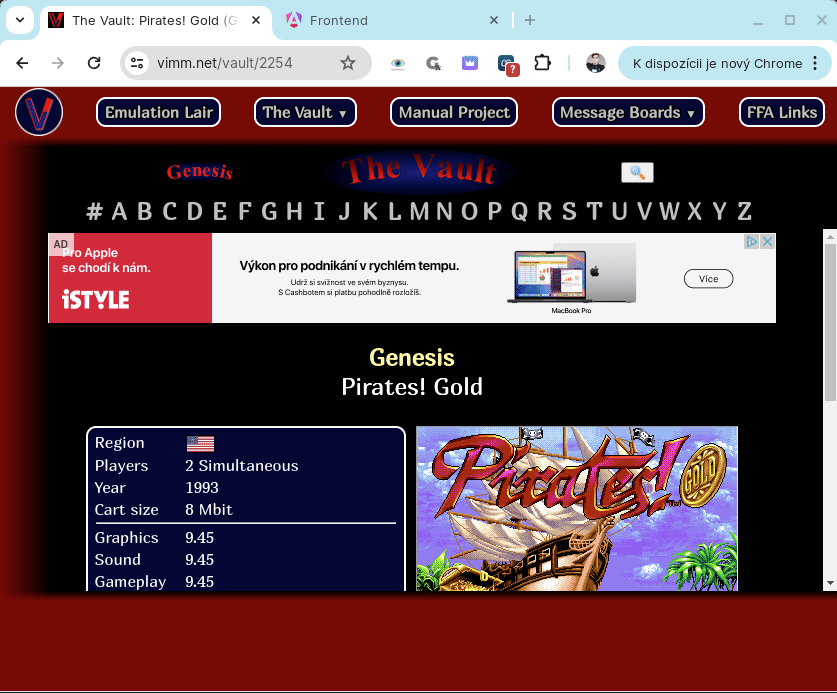 The Vault: Pirates! Gold (G
Frontend
vimm.net/vault/2254
K dispozícii je nový Chrome
Emulation Lair
The Vault ▼
Manual Project
Message Boards ▼
FFA Links
Genesis
The Vault
# A B C D E F G H I J K L M N O P Q R S T U V W X Y Z
AD
Pro Apple
se chodí k nám.
iSTYLE
Výkon pro podnikání v rychlém tempu.
Udrž si svižnost ve svém byznysu.
S Cashbotem si platbu pohodlně rozložíš.
MacBook Pro
Více
Genesis
Pirates! Gold
Region
Players 2 Simultaneous
Year 1993
Cart size 8 Mbit
Graphics 9.45
Sound 9.45
Gameplay 9.45
Pirates!
GOLD